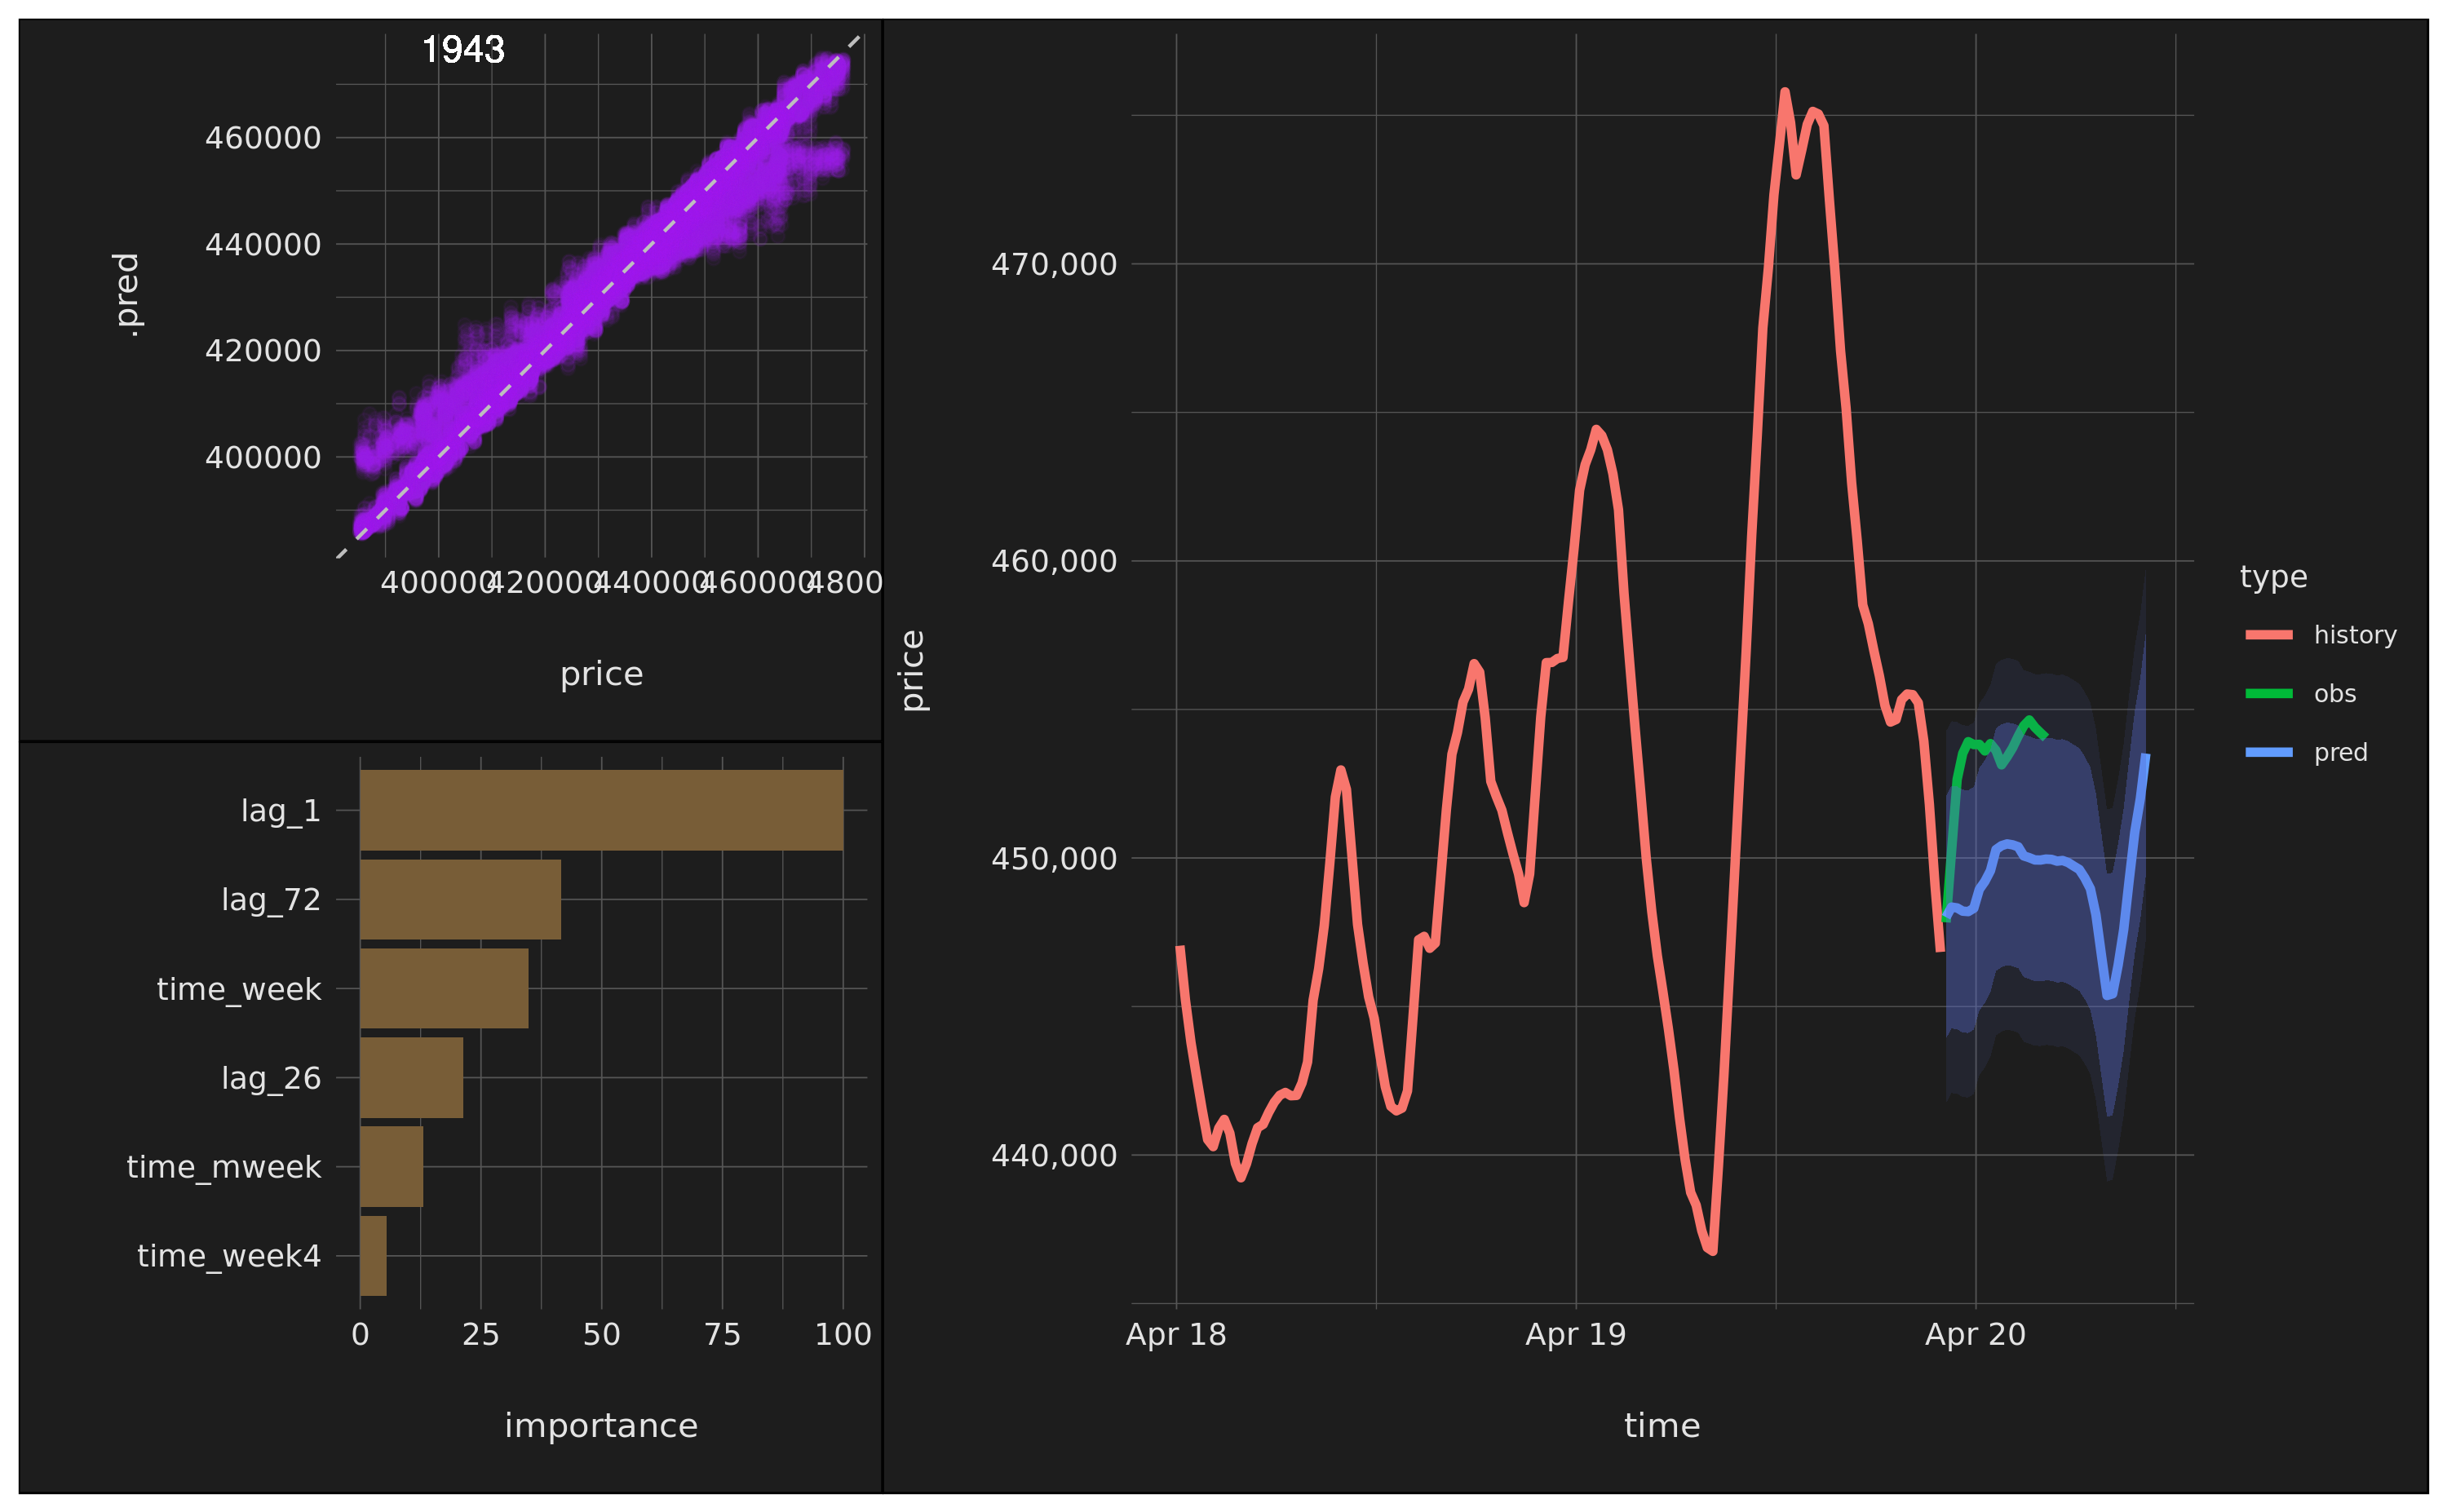 1943
.pred
460000
440000
420000
400000
400000 420000 440000 460000 4800
price
lag_1
lag_72
time_week
lag_26
time_mweek
time_week4
0 25 50 75 100
importance
price
470,000
460,000
450,000
440,000
Apr 18 Apr 19 Apr 20
time
type
history
obs
pred